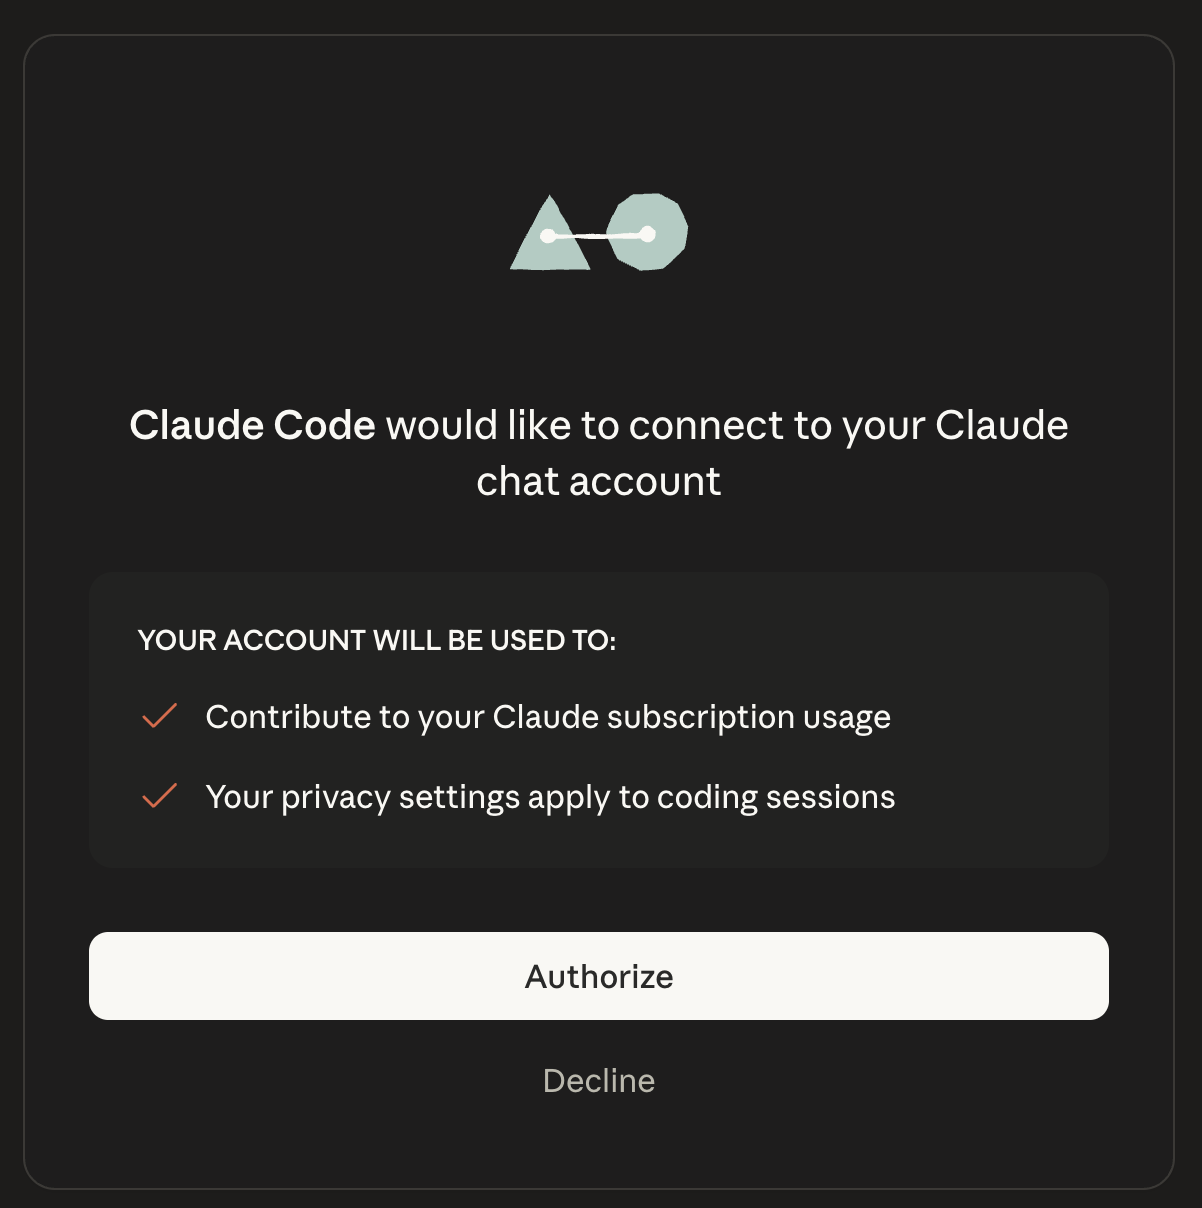 Claude Code would like to connect to your Claude
chat account
YOUR ACCOUNT WILL BE USED TO:
Contribute to your Claude subscription usage
Your privacy settings apply to coding sessions
Authorize
Decline